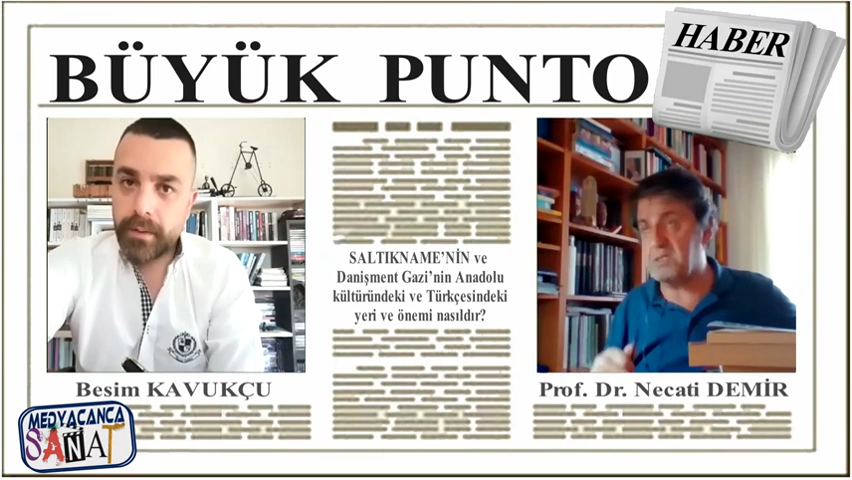 BÜYÜK PUNTO
HABER
SALTIKNAME'NİN ve
Danişment Gazi'nin Anadolu
kültüründeki ve Türkçesindeki
yeri ve önemi nasıldır?
Besim KAVUKÇU
Prof. Dr. Necati DEMİR
MEDYACANCA
SANAT